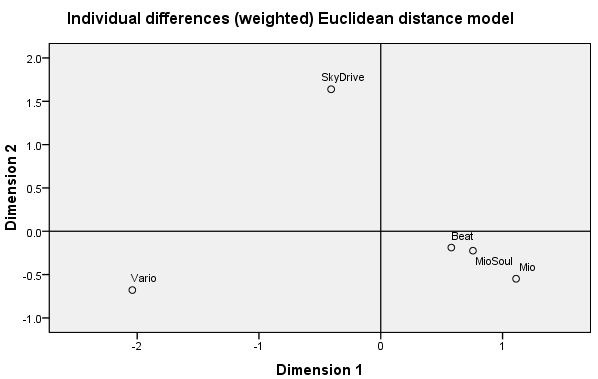 Individual differences (weighted) Euclidean distance model
Dimension 2
2.0
1.5
1.0
0.5
0.0
-0.5
-1.0
SkyDrive
Beat
MioSoul
Mio
Vario
-2
-1
0
1
Dimension 1